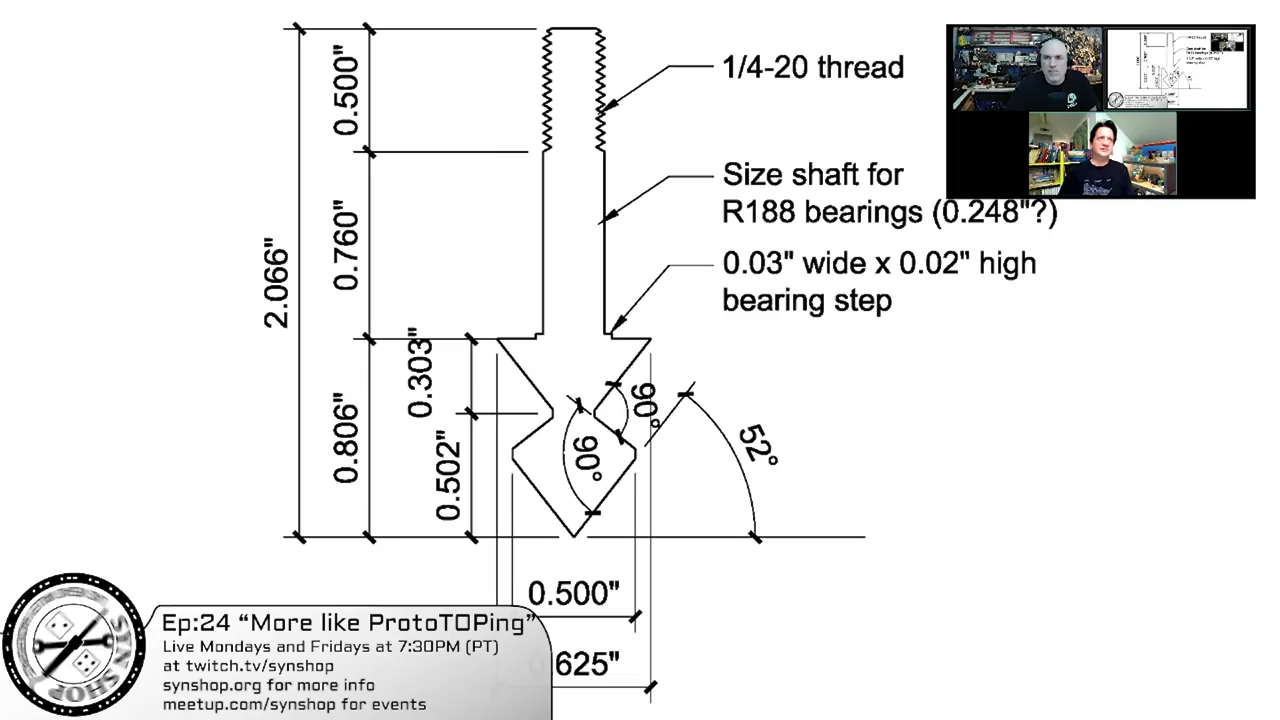 1/4-20 thread
Size shaft for
R188 bearings (0.248"?)
0.03" wide x 0.02" high
bearing step
0.500"
0.760"
2.066"
0.303"
0.806"
0.502"
90°
90°
52°
0.500"
625"
SYN SHOP
Ep:24 “More like ProtoTOPing”
Live Mondays and Fridays at 7:30PM (PT)
at twitch.tv/synshop
synshop.org for more info
meetup.com/synshop for events